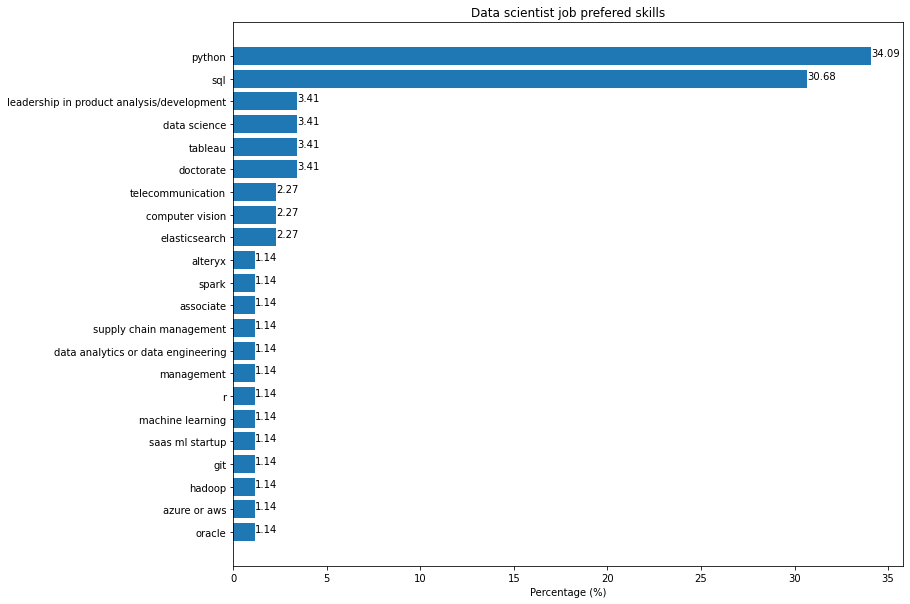 Data scientist job prefered skills
python 34.09
sql 30.68
leadership in product analysis/development 3.41
data science 3.41
tableau 3.41
doctorate 3.41
telecommunication 2.27
computer vision 2.27
elasticsearch 2.27
alteryx 1.14
spark 1.14
associate 1.14
supply chain management 1.14
data analytics or data engineering 1.14
management 1.14
r 1.14
machine learning 1.14
saas ml startup 1.14
git 1.14
hadoop 1.14
azure or aws 1.14
oracle 1.14
0 5 10 15 20 25 30 35
Percentage (%)